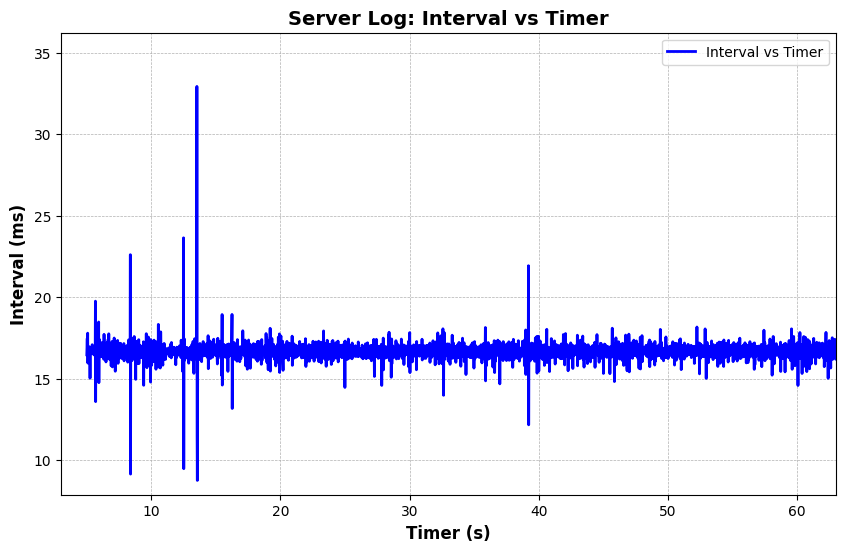 Server Log: Interval vs Timer
Interval vs Timer
35
30
25
20
15
10
Interval (ms)
10 20 30 40 50 60
Timer (s)